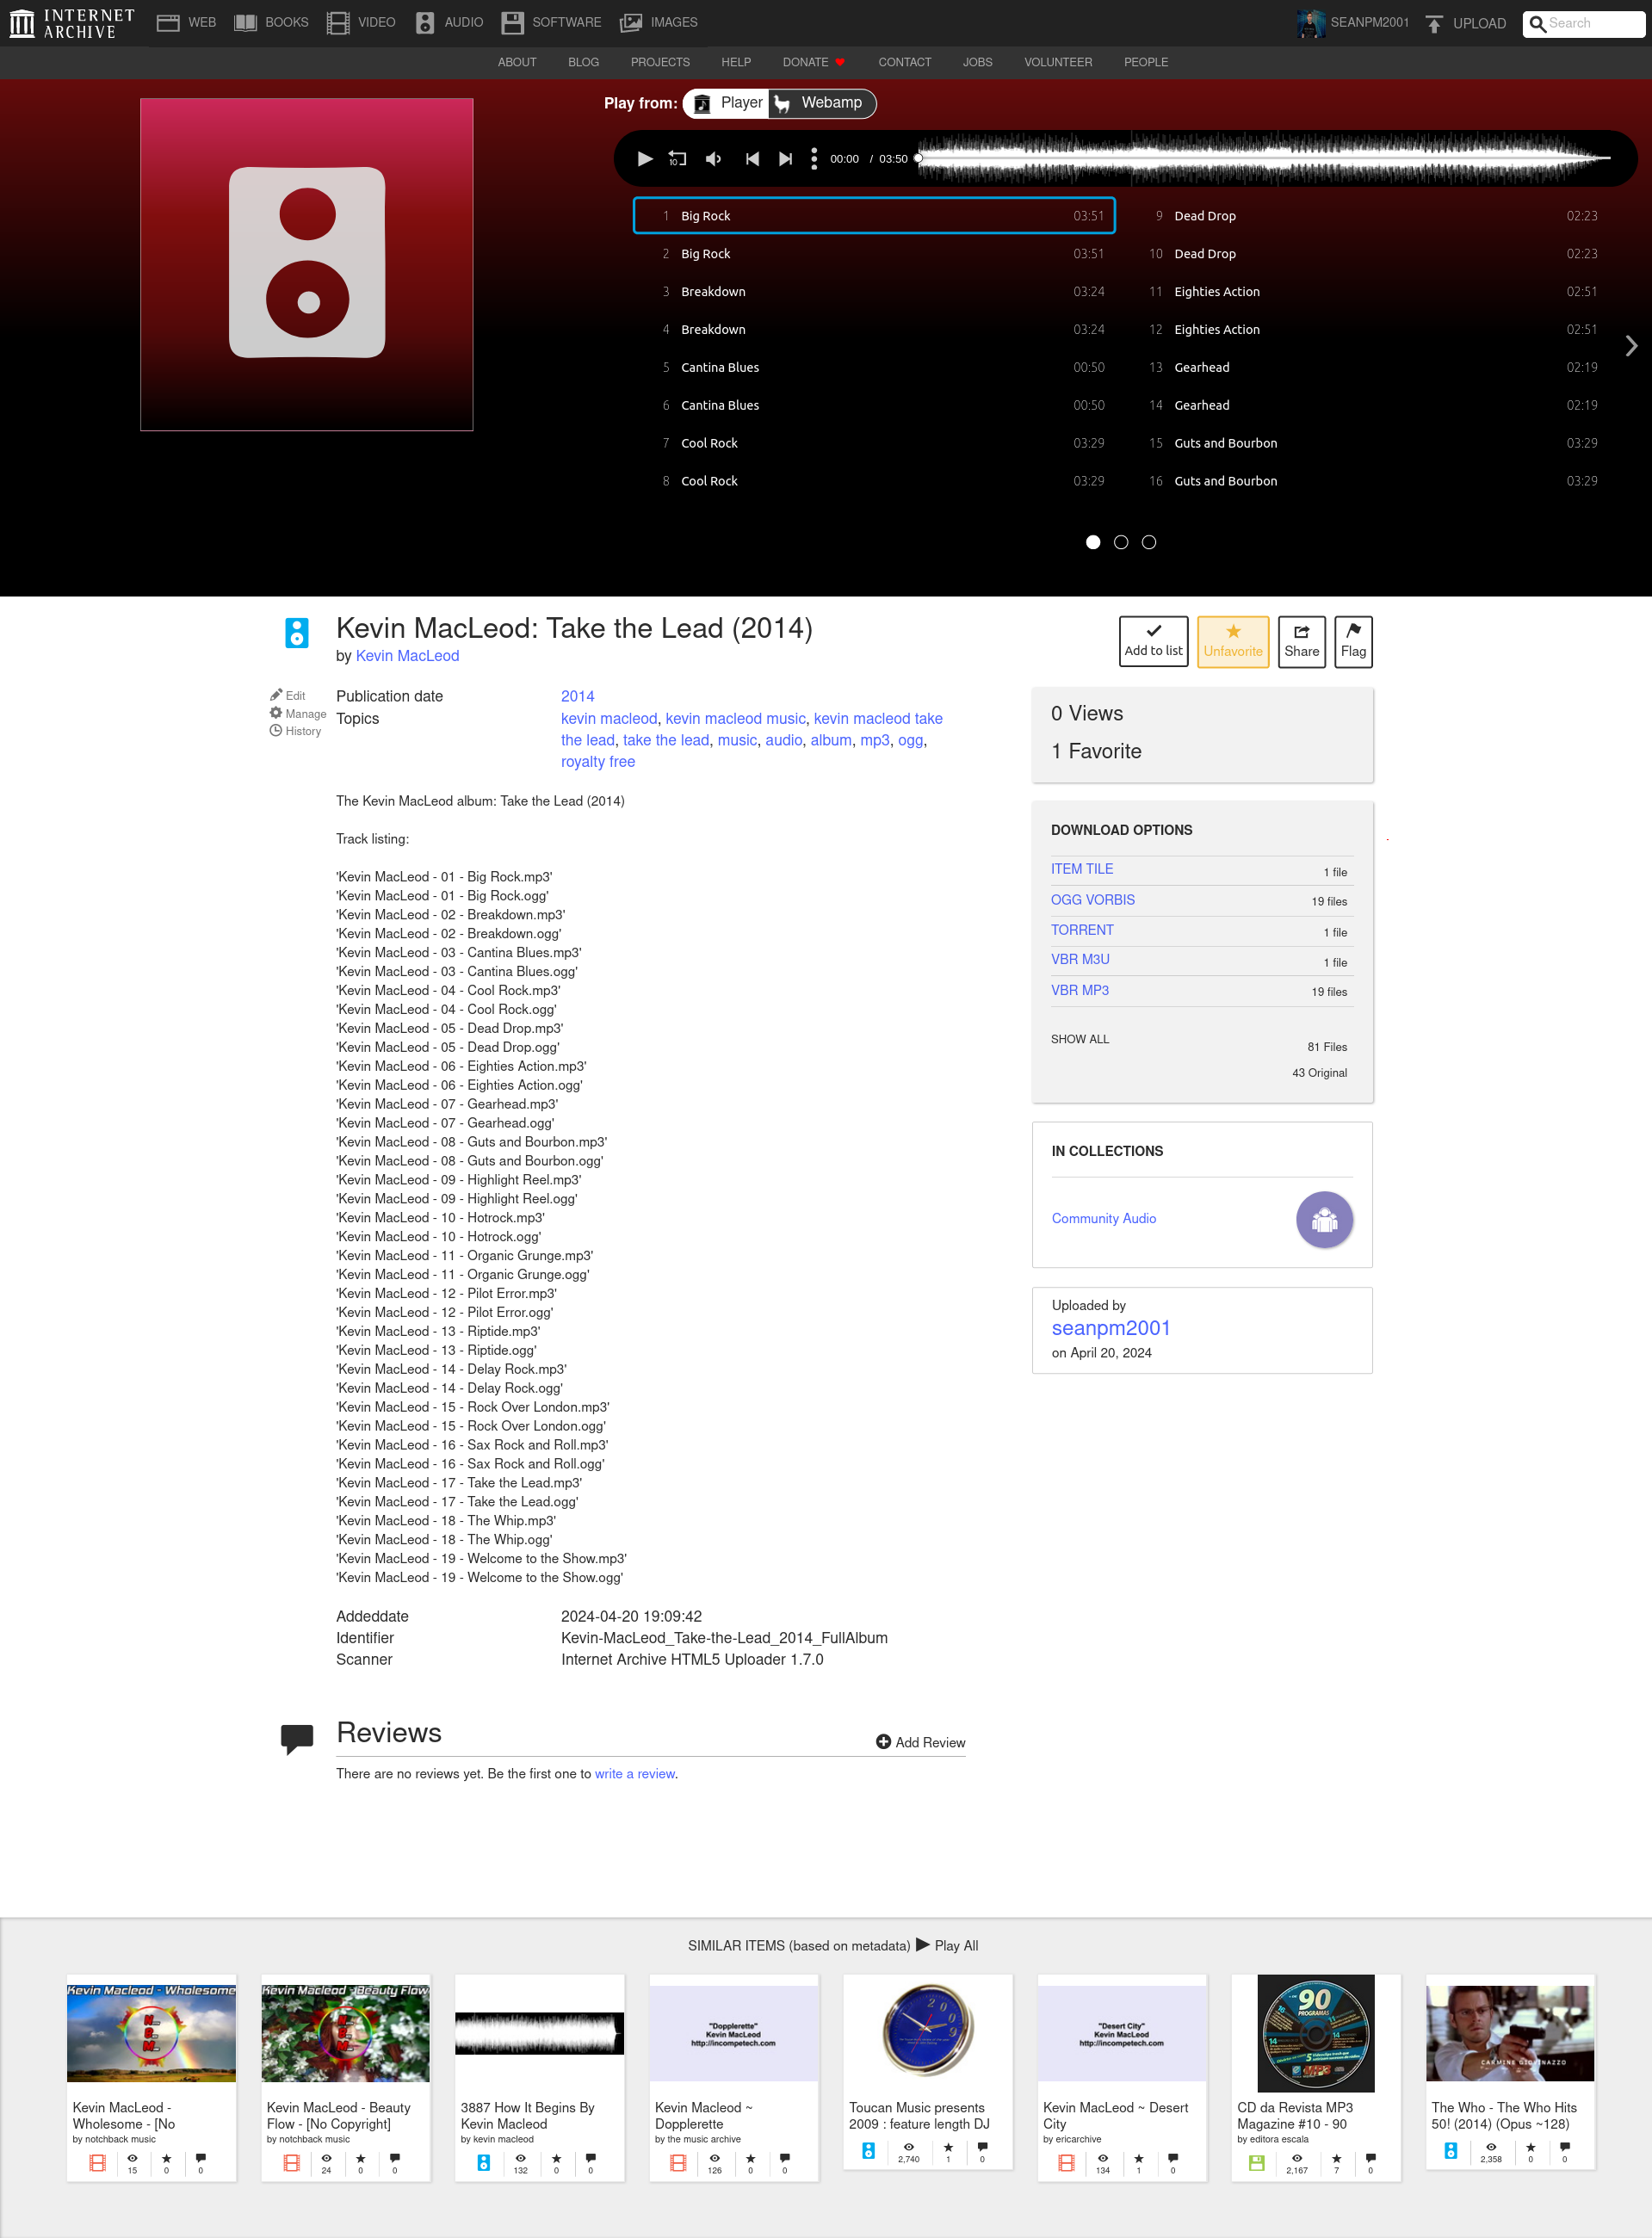 INTERNET ARCHIVE
WEB BOOKS VIDEO AUDIO SOFTWARE IMAGES SEANPM2001 UPLOAD Search
ABOUT BLOG PROJECTS HELP DONATE CONTACT JOBS VOLUNTEER PEOPLE
Play from: Player Webamp
10 00:00 / 03:50
1 Big Rock 03:51
2 Big Rock 03:51
3 Breakdown 03:24
4 Breakdown 03:24
5 Cantina Blues 00:50
6 Cantina Blues 00:50
7 Cool Rock 03:29
8 Cool Rock 03:29
9 Dead Drop 02:23
10 Dead Drop 02:23
11 Eighties Action 02:51
12 Eighties Action 02:51
13 Gearhead 02:19
14 Gearhead 02:19
15 Guts and Bourbon 03:29
16 Guts and Bourbon 03:29
Kevin MacLeod: Take the Lead (2014)
by Kevin MacLeod
Add to list Unfavorite Share Flag
Edit
Manage
History
Publication date 2014
Topics kevin macleod, kevin macleod music, kevin macleod take
the lead, take the lead, music, audio, album, mp3, ogg,
royalty free
The Kevin MacLeod album: Take the Lead (2014)
Track listing:
'Kevin MacLeod - 01 - Big Rock.mp3'
'Kevin MacLeod - 01 - Big Rock.ogg'
'Kevin MacLeod - 02 - Breakdown.mp3'
'Kevin MacLeod - 02 - Breakdown.ogg'
'Kevin MacLeod - 03 - Cantina Blues.mp3'
'Kevin MacLeod - 03 - Cantina Blues.ogg'
'Kevin MacLeod - 04 - Cool Rock.mp3'
'Kevin MacLeod - 04 - Cool Rock.ogg'
'Kevin MacLeod - 05 - Dead Drop.mp3'
'Kevin MacLeod - 05 - Dead Drop.ogg'
'Kevin MacLeod - 06 - Eighties Action.mp3'
'Kevin MacLeod - 06 - Eighties Action.ogg'
'Kevin MacLeod - 07 - Gearhead.mp3'
'Kevin MacLeod - 07 - Gearhead.ogg'
'Kevin MacLeod - 08 - Guts and Bourbon.mp3'
'Kevin MacLeod - 08 - Guts and Bourbon.ogg'
'Kevin MacLeod - 09 - Highlight Reel.mp3'
'Kevin MacLeod - 09 - Highlight Reel.ogg'
'Kevin MacLeod - 10 - Hotrock.mp3'
'Kevin MacLeod - 10 - Hotrock.ogg'
'Kevin MacLeod - 11 - Organic Grunge.mp3'
'Kevin MacLeod - 11 - Organic Grunge.ogg'
'Kevin MacLeod - 12 - Pilot Error.mp3'
'Kevin MacLeod - 12 - Pilot Error.ogg'
'Kevin MacLeod - 13 - Riptide.mp3'
'Kevin MacLeod - 13 - Riptide.ogg'
'Kevin MacLeod - 14 - Delay Rock.mp3'
'Kevin MacLeod - 14 - Delay Rock.ogg'
'Kevin MacLeod - 15 - Rock Over London.mp3'
'Kevin MacLeod - 15 - Rock Over London.ogg'
'Kevin MacLeod - 16 - Sax Rock and Roll.mp3'
'Kevin MacLeod - 16 - Sax Rock and Roll.ogg'
'Kevin MacLeod - 17 - Take the Lead.mp3'
'Kevin MacLeod - 17 - Take the Lead.ogg'
'Kevin MacLeod - 18 - The Whip.mp3'
'Kevin MacLeod - 18 - The Whip.ogg'
'Kevin MacLeod - 19 - Welcome to the Show.mp3'
'Kevin MacLeod - 19 - Welcome to the Show.ogg'
Addeddate 2024-04-20 19:09:42
Identifier Kevin-MacLeod_Take-the-Lead_2014_FullAlbum
Scanner Internet Archive HTML5 Uploader 1.7.0
0 Views
1 Favorite
DOWNLOAD OPTIONS
ITEM TILE 1 file
OGG VORBIS 19 files
TORRENT 1 file
VBR M3U 1 file
VBR MP3 19 files
SHOW ALL 81 Files
43 Original
IN COLLECTIONS
Community Audio
Uploaded by
seanpm2001
on April 20, 2024
Reviews
Add Review
There are no reviews yet. Be the first one to write a review.
SIMILAR ITEMS (based on metadata) Play All
Kevin Macleod - Wholesome
Kevin MacLeod -
Wholesome - [No
by notchback music
15 0 0
Kevin Macleod - Beauty Flow
Kevin MacLeod - Beauty
Flow - [No Copyright]
by notchback music
24 0 0
3887 How It Begins By
Kevin Macleod
by kevin macleod
132 0 0
"Dopplerette"
Kevin MacLeod
http://incompetech.com
Kevin Macleod ~
Dopplerette
by the music archive
126 0 0
2009
Toucan Music presents
2009 : feature length DJ
2,740 1 0
"Desert City"
Kevin MacLeod
http://incompetech.com
Kevin MacLeod ~ Desert
City
by ericarchive
134 1 0
90
PROGRAMAS
MP3
CD da Revista MP3
Magazine #10 - 90
by editora escala
2,167 7 0
CARMINE GIOVINAZZO
The Who - The Who Hits
50! (2014) (Opus ~128)
2,358 0 0